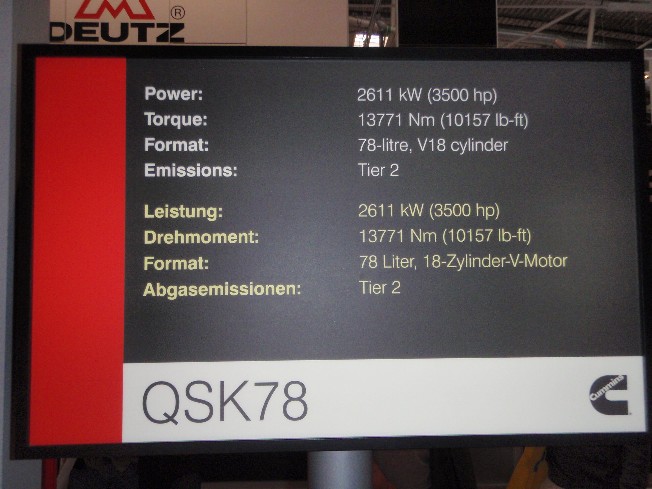 DEUTZ®
Power: 2611 kW (3500 hp)
Torque: 13771 Nm (10157 lb-ft)
Format: 78-litre, V18 cylinder
Emissions: Tier 2
Leistung: 2611 kW (3500 hp)
Drehmoment: 13771 Nm (10157 lb-ft)
Format: 78 Liter, 18-Zylinder-V-Motor
Abgasemissionen: Tier 2
QSK78
Cummins